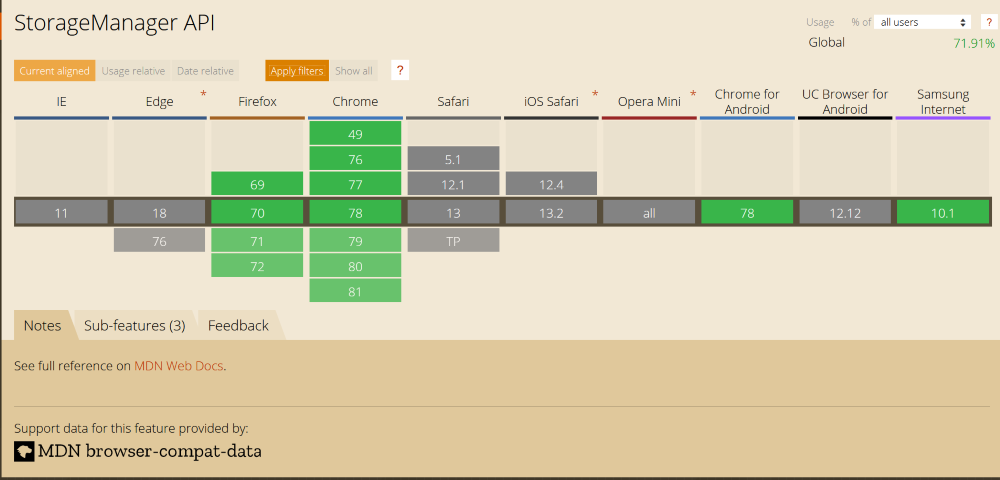 StorageManager API
Usage % of all users ?
Global 71.91%
Current aligned Usage relative Date relative Apply filters Show all ?
IE Edge * Firefox Chrome Safari iOS Safari * Opera Mini * Chrome for Android UC Browser for Android Samsung Internet
49
76 5.1
69 77 12.1 12.4
11 18 70 78 13 13.2 all 78 12.12 10.1
76 71 79 TP
72 80
81
Notes Sub-features (3) Feedback
See full reference on MDN Web Docs.
Support data for this feature provided by:
MDN browser-compat-data